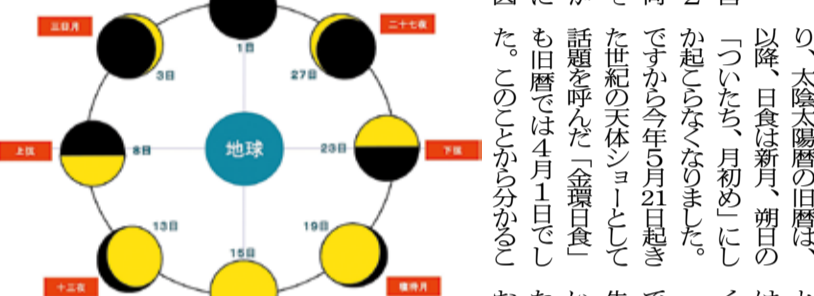 三日月
二十七夜
1日
3日
27日
上弦
8日
地球
23日
下弦
13日
19日
15日
十三夜
寝待月
り、太陰太陽暦の旧暦は、
以降、日食は新月、朔日の
「ついたち、月初め」にし
か起こらなくなりました。
ですから今年５月21日起き
た世紀の天体ショーとして
話題を呼んだ「金環日食」
も旧暦では４月１日でし
た。このことから分かるこ